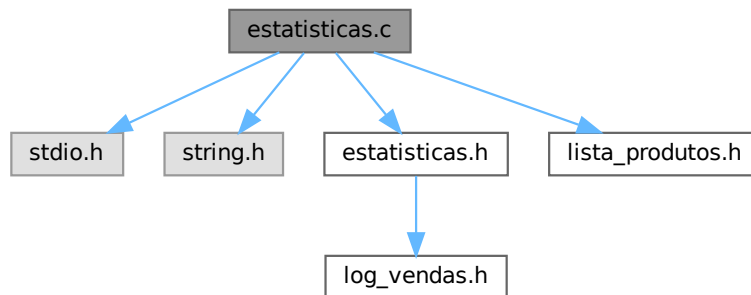 estatisticas.c
stdio.h
string.h
estatisticas.h
lista_produtos.h
log_vendas.h